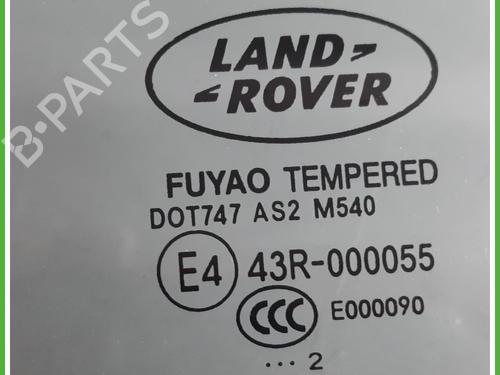 B-PARTS
LAND
ROVER
FUYAO TEMPERED
DOT747 AS2 M540
E4 43R-000055
CCC E000090
··· 2